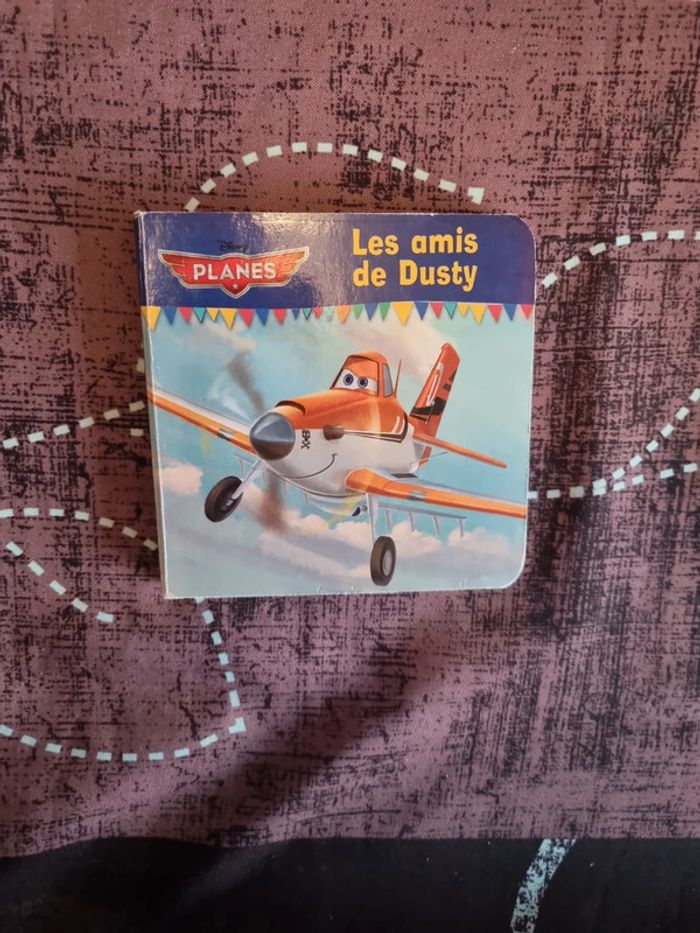 Disney
PLANES
Les amis
de Dusty